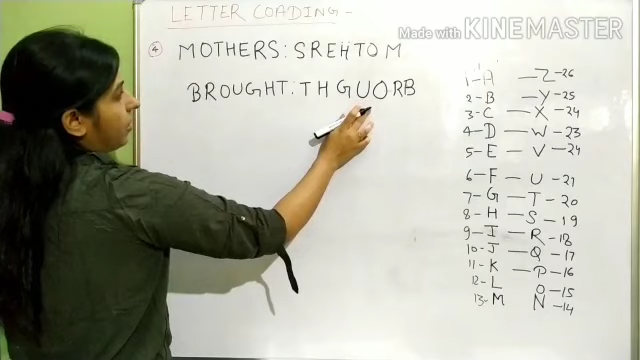 LETTER COADING -
Made with KINEMASTER
④ MOTHERS : SREHTOM
BROUGHT : THGUORB
1 - A — Z - 26
2 - B — Y - 25
3 - C — X - 24
4 - D — W - 23
5 - E — V - 24
6 - F — U - 21
7 - G — T - 20
8 - H — S - 19
9 - I — R - 18
10 - J — Q - 17
11 - K — P - 16
12 - L O - 15
13 - M N - 14